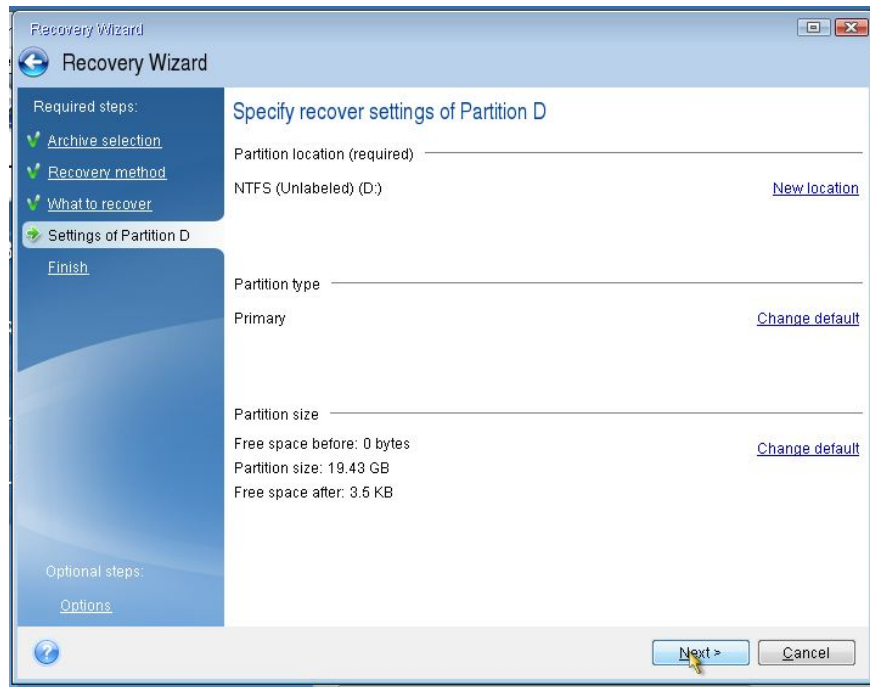 Recovery Wizard
Recovery Wizard
Required steps:
Archive selection
Recovery method
What to recover
Settings of Partition D
Finish
Optional steps:
Options
Specify recover settings of Partition D
Partition location (required)
NTFS (Unlabeled) (D:) New location
Partition type
Primary Change default
Partition size
Free space before: 0 bytes Change default
Partition size: 19.43 GB
Free space after: 3.5 KB
? Next > Cancel